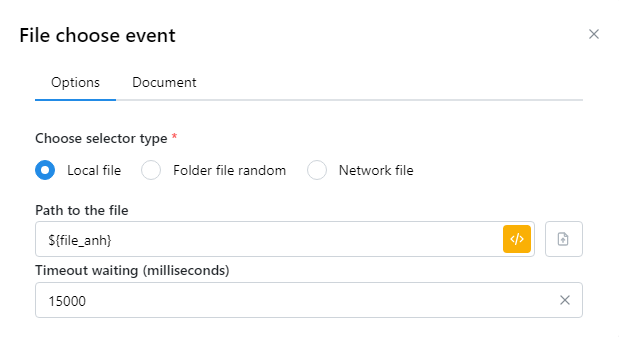 File choose event
Options Document
Choose selector type *
Local file Folder file random Network file
Path to the file
${file_anh}
</>
Timeout waiting (milliseconds)
15000